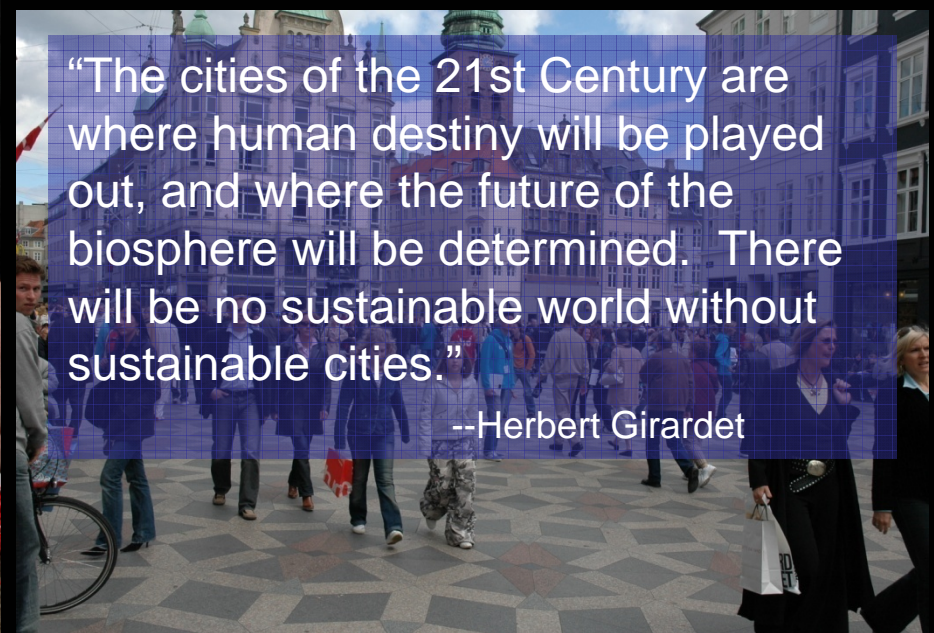 “The cities of the 21st Century are
where human destiny will be played
out, and where the future of the
biosphere will be determined.  There
will be no sustainable world without
sustainable cities.”
--Herbert Girardet